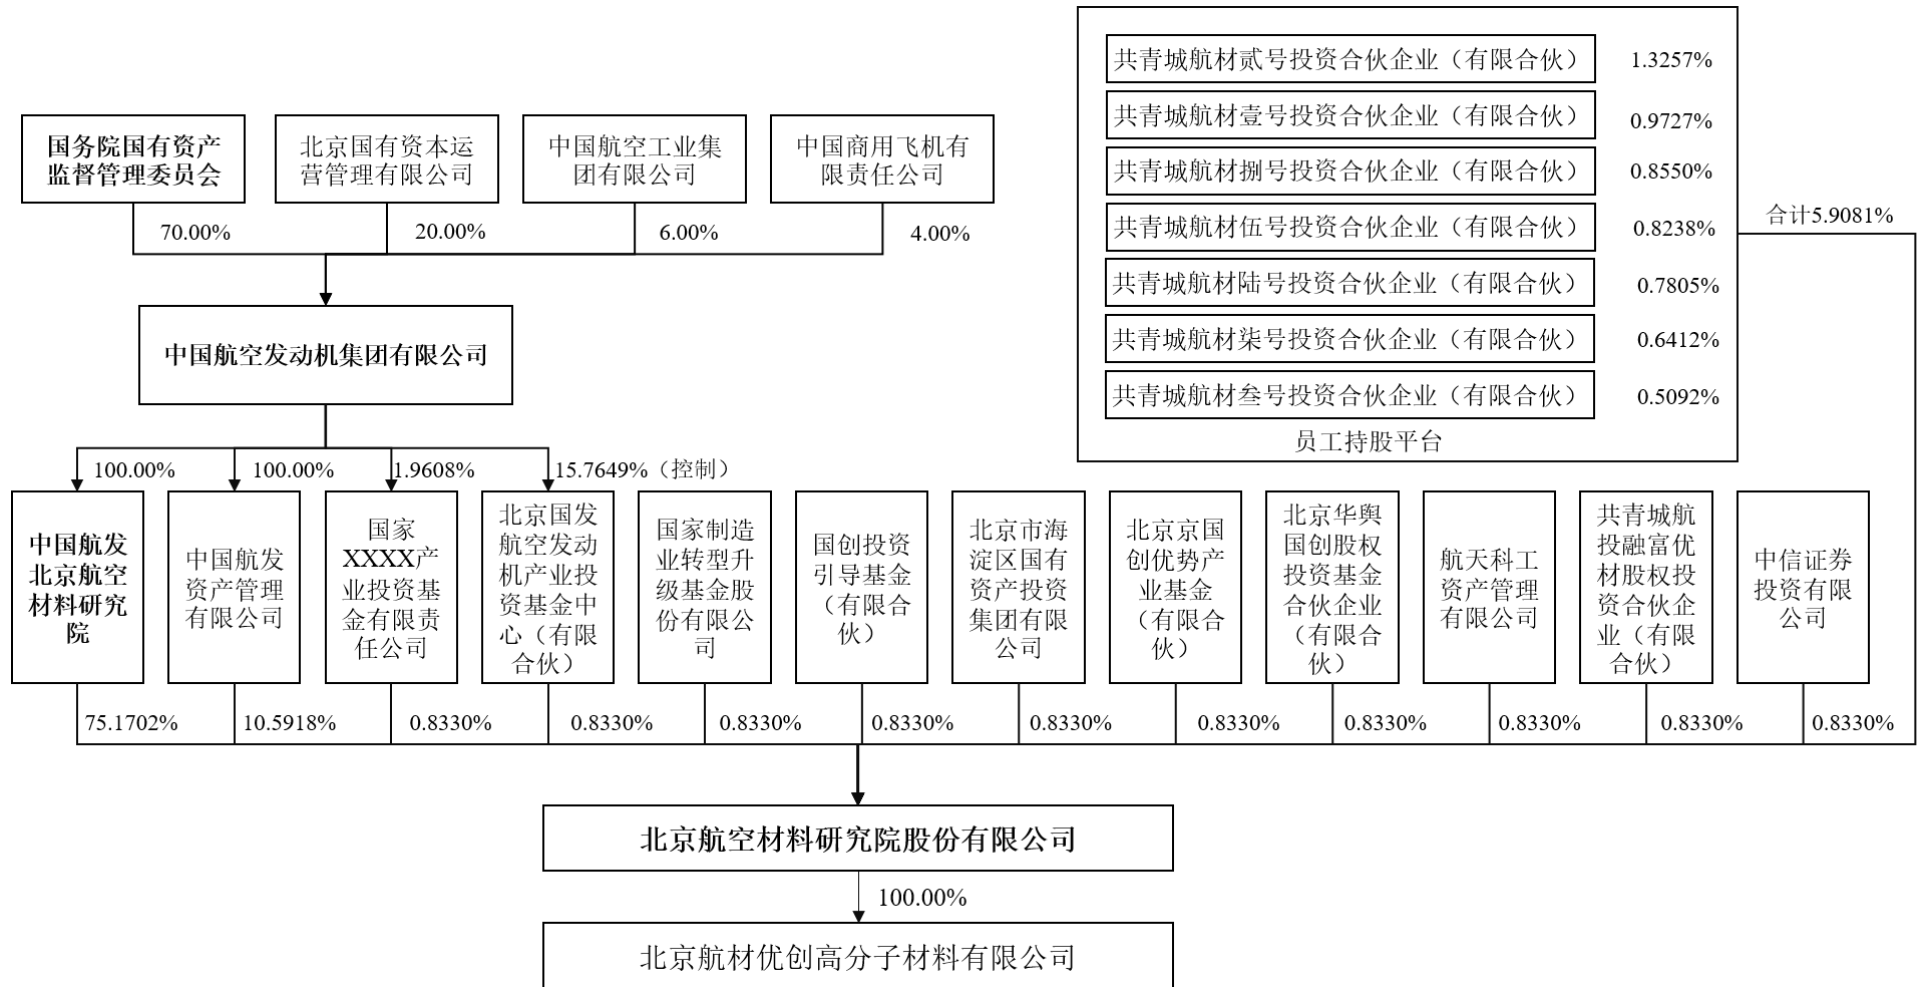 共青城航材贰号投资合伙企业（有限合伙） 1.3257%
共青城航材壹号投资合伙企业（有限合伙） 0.9727%
共青城航材捌号投资合伙企业（有限合伙） 0.8550%
共青城航材伍号投资合伙企业（有限合伙） 0.8238%
共青城航材陆号投资合伙企业（有限合伙） 0.7805%
共青城航材柒号投资合伙企业（有限合伙） 0.6412%
共青城航材叁号投资合伙企业（有限合伙） 0.5092%
员工持股平台
合计5.9081%
国务院国有资产
监督管理委员会
北京国有资本运
营管理有限公司
中国航空工业集
团有限公司
中国商用飞机有
限责任公司
70.00%
20.00%
6.00%
4.00%
中国航空发动机集团有限公司
100.00%
100.00%
1.9608%
15.7649%（控制）
中国航发
北京航空
材料研究
院
中国航发
资产管理
有限公司
国家
XXXX产
业投资基
金有限责
任公司
北京国发
航空发动
机产业投
资基金中
心（有限
合伙）
国家制造
业转型升
级基金股
份有限公
司
国创投资
引导基金
（有限合
伙）
北京市海
淀区国有
资产投资
集团有限
公司
北京京国
创优势产
业基金
（有限合
伙）
北京华舆
国创股权
投资基金
合伙企业
（有限合
伙）
航天科工
资产管理
有限公司
共青城航
投融富优
材股权投
资合伙企
业（有限
合伙）
中信证券
投资有限
公司
75.1702%
10.5918%
0.8330%
0.8330%
0.8330%
0.8330%
0.8330%
0.8330%
0.8330%
0.8330%
0.8330%
0.8330%
北京航空材料研究院股份有限公司
100.00%
北京航材优创高分子材料有限公司